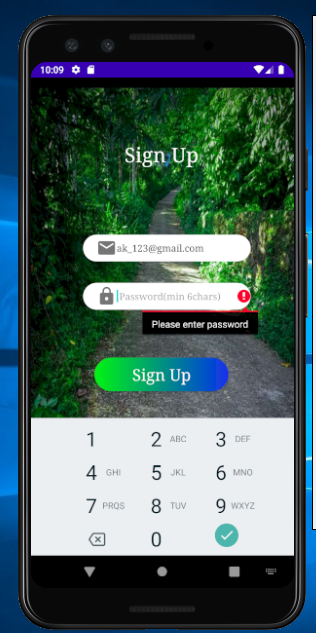 10:09
Sign Up
ak_123@gmail.com
Password(min 6chars)
Please enter password
Sign Up
1 2 ABC 3 DEF
4 GHI 5 JKL 6 MNO
7 PRQS 8 TUV 9 WXYZ
0